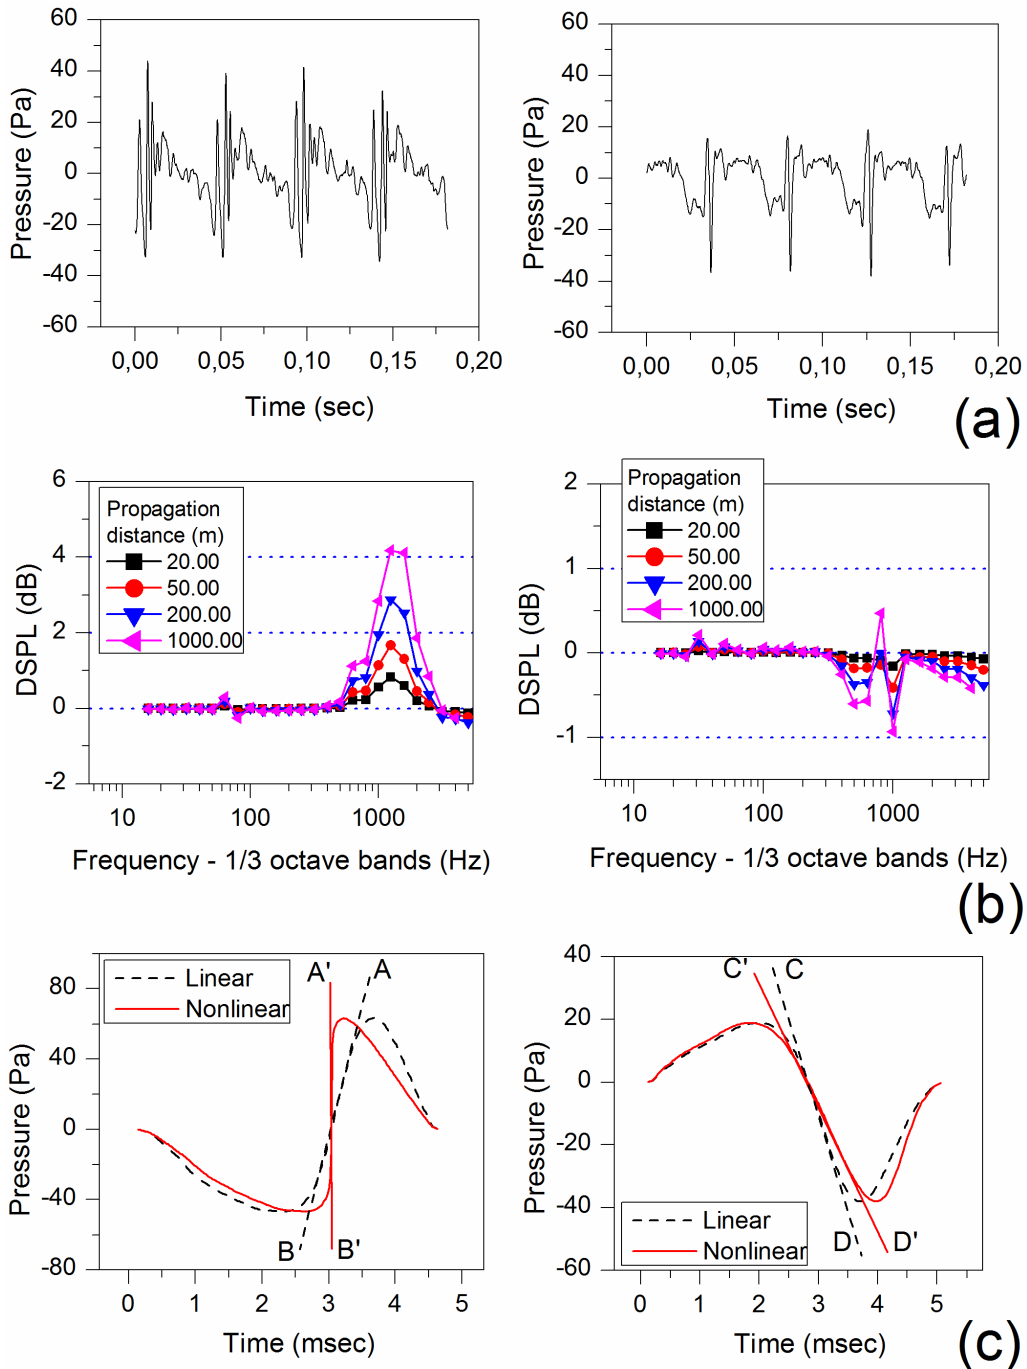 60
40
20
0
-20
-40
-60
Pressure (Pa)
0,00 0,05 0,10 0,15 0,20
Time (sec)
60
40
20
0
-20
-40
-60
Pressure (Pa)
0,00 0,05 0,10 0,15 0,20
Time (sec)
(a)
6
4
2
0
-2
DSPL (dB)
Propagation
distance (m)
20.00
50.00
200.00
1000.00
10 100 1000
Frequency - 1/3 octave bands (Hz)
2
1
0
-1
DSPL (dB)
Propagation
distance (m)
20.00
50.00
200.00
1000.00
10 100 1000
Frequency - 1/3 octave bands (Hz)
(b)
80
40
0
-40
-80
Pressure (Pa)
Linear
Nonlinear
A' A
B B'
0 1 2 3 4 5
Time (msec)
40
20
0
-20
-40
-60
Pressure (Pa)
C' C
D D'
Linear
Nonlinear
0 1 2 3 4 5
Time (msec)
(c)